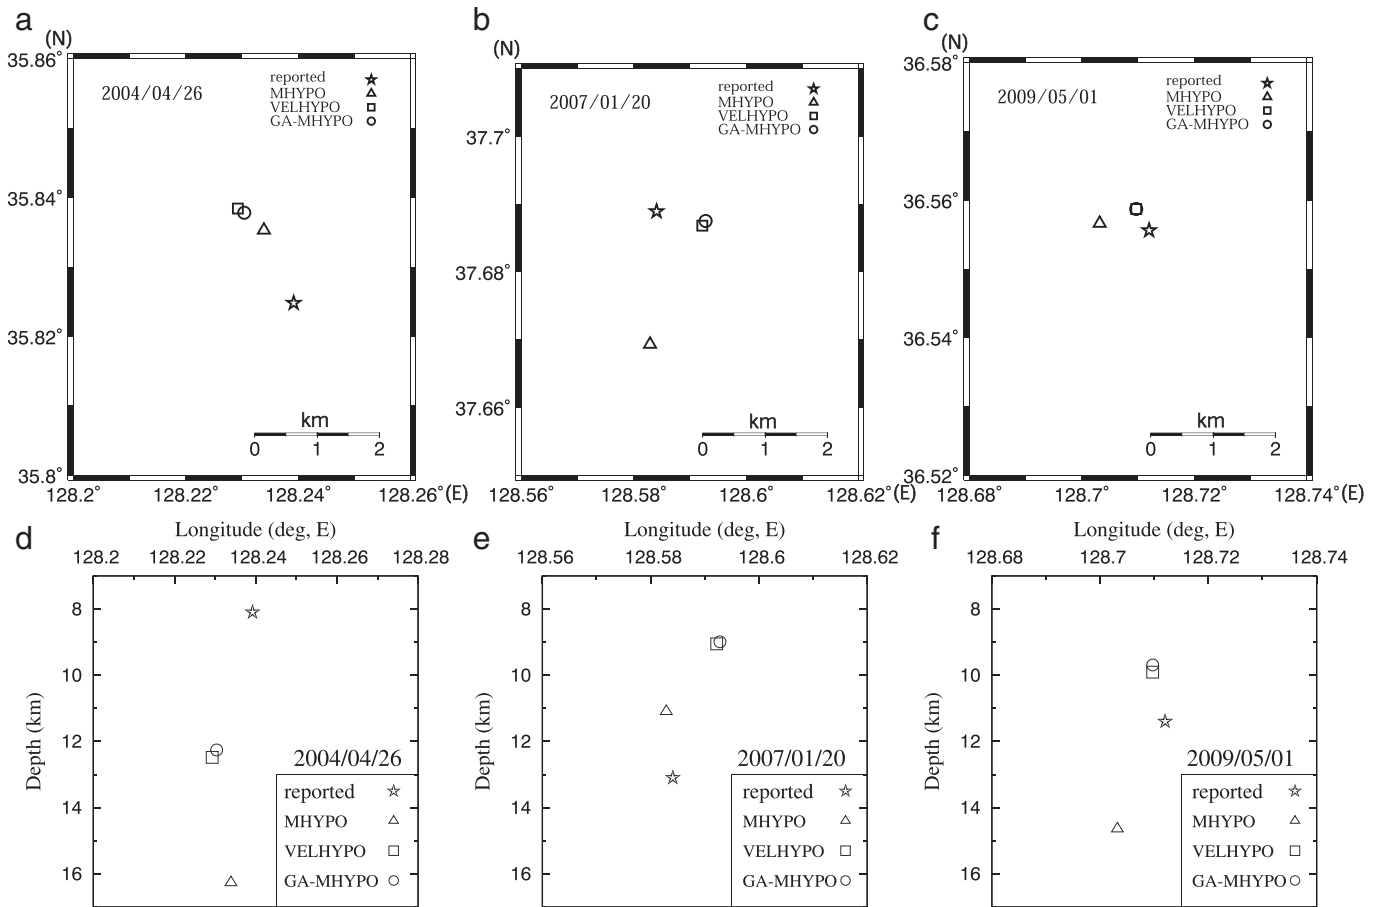 a
(N)
35.86°
35.84°
35.82°
35.8°
128.2°
128.22°
128.24°
128.26°(E)
2004/04/26
reported
MHYPO
VELHYPO
GA-MHYPO
km
0 1 2
b
(N)
37.7°
37.68°
37.66°
128.56°
128.58°
128.6°
128.62°(E)
2007/01/20
reported
MHYPO
VELHYPO
GA-MHYPO
km
0 1 2
c
(N)
36.58°
36.56°
36.54°
36.52°
128.68°
128.7°
128.72°
128.74°(E)
2009/05/01
reported
MHYPO
VELHYPO
GA-MHYPO
km
0 1 2
d
Longitude (deg, E)
128.2 128.22 128.24 128.26 128.28
Depth (km)
8
10
12
14
16
2004/04/26
reported
MHYPO
VELHYPO
GA-MHYPO
e
Longitude (deg, E)
128.56 128.58 128.6 128.62
Depth (km)
8
10
12
14
16
2007/01/20
reported
MHYPO
VELHYPO
GA-MHYPO
f
Longitude (deg, E)
128.68 128.7 128.72 128.74
Depth (km)
8
10
12
14
16
2009/05/01
reported
MHYPO
VELHYPO
GA-MHYPO